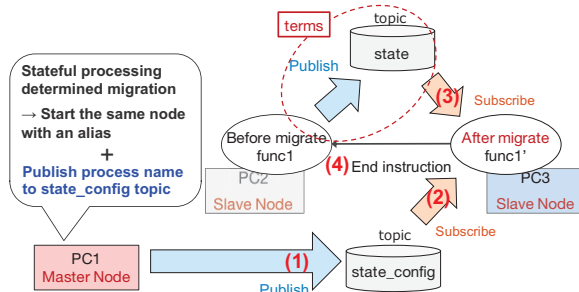 terms
topic
state
Publish
(3)
Subscribe
Stateful processing
determined migration
→ Start the same node
with an alias
+
Publish process name
to state_config topic
Before migrate
func1
After migrate
func1'
(4) End instruction
PC2
Slave Node
(2)
PC3
Slave Node
Subscribe
topic
state_config
PC1
Master Node
(1)
Publish